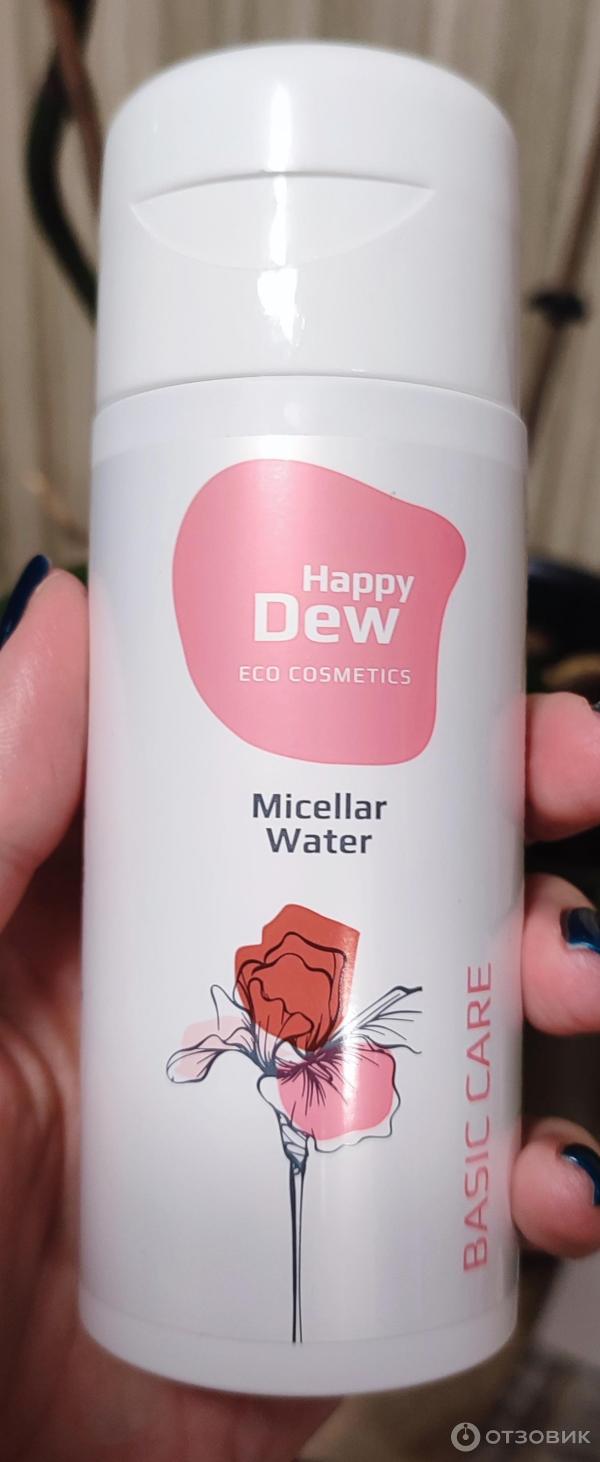 Happy
Dew
ECO COSMETICS
Micellar
Water
BASIC CARE
ОТЗОВИК